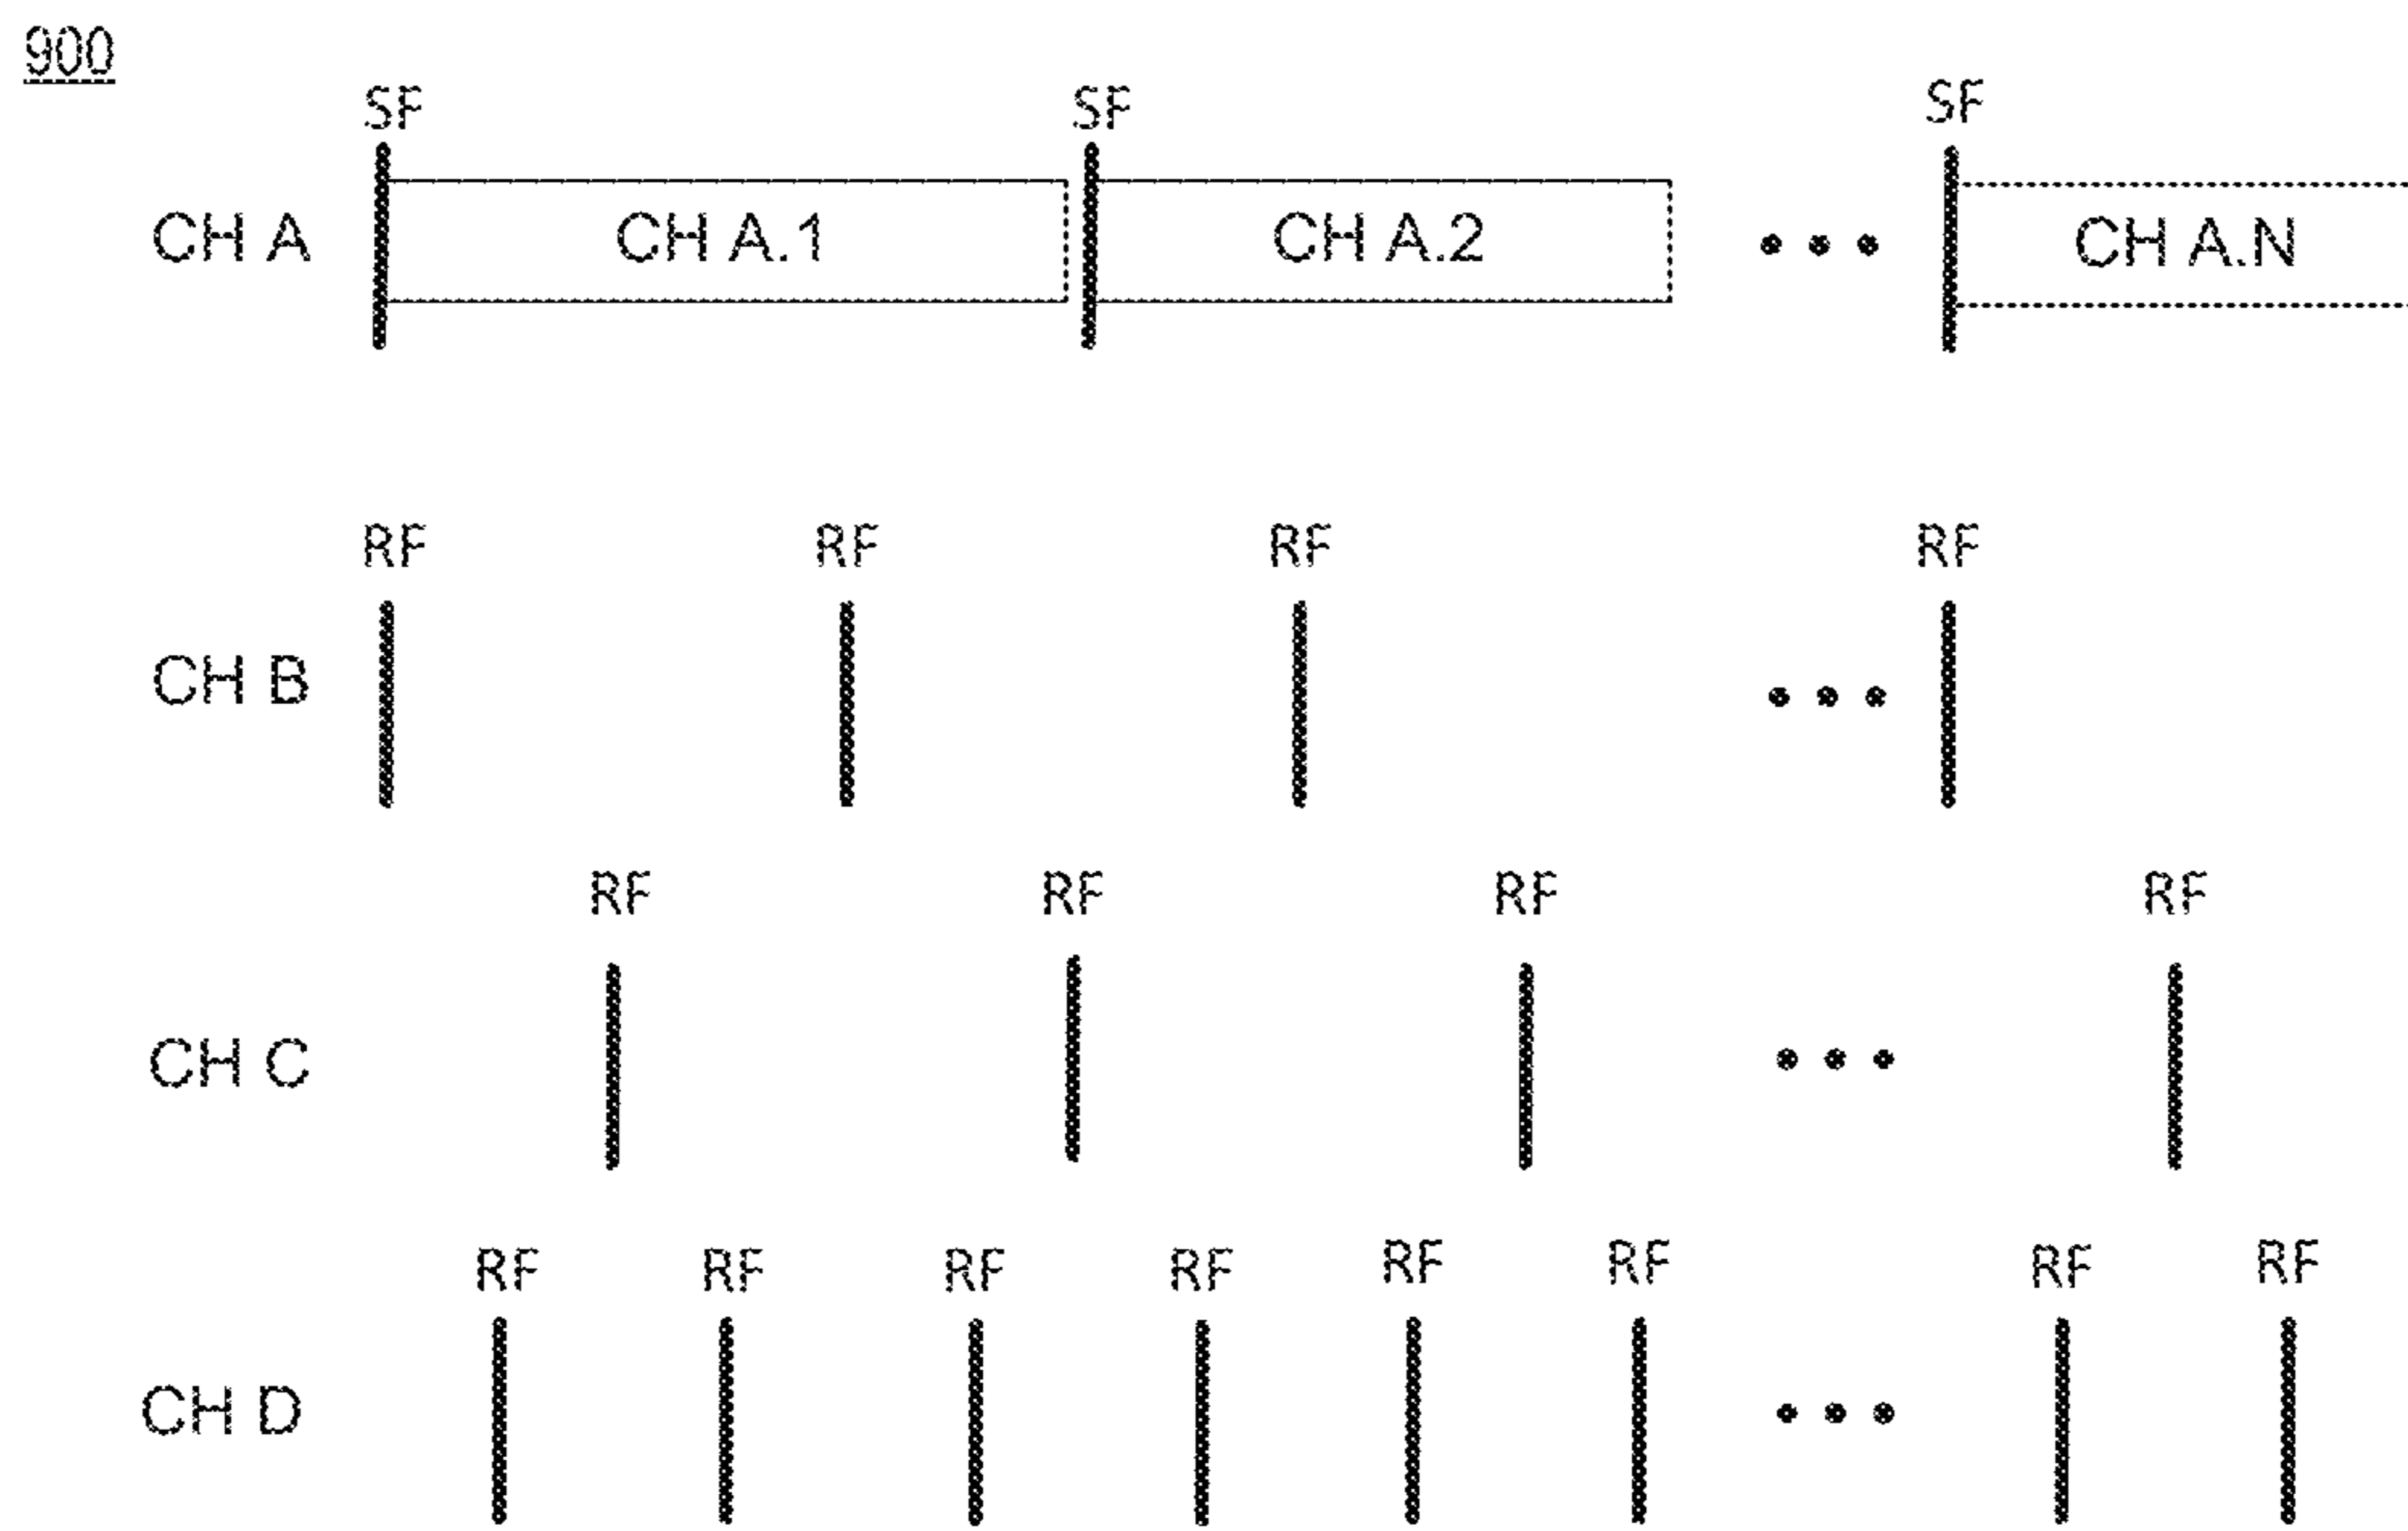 900
SF SF SF
CH A CH A.1 CH A.2 ••• CH A.N
RF RF RF RF
CH B •••
RF RF RF RF
CH C •••
RF RF RF RF RF RF RF RF
CH D •••